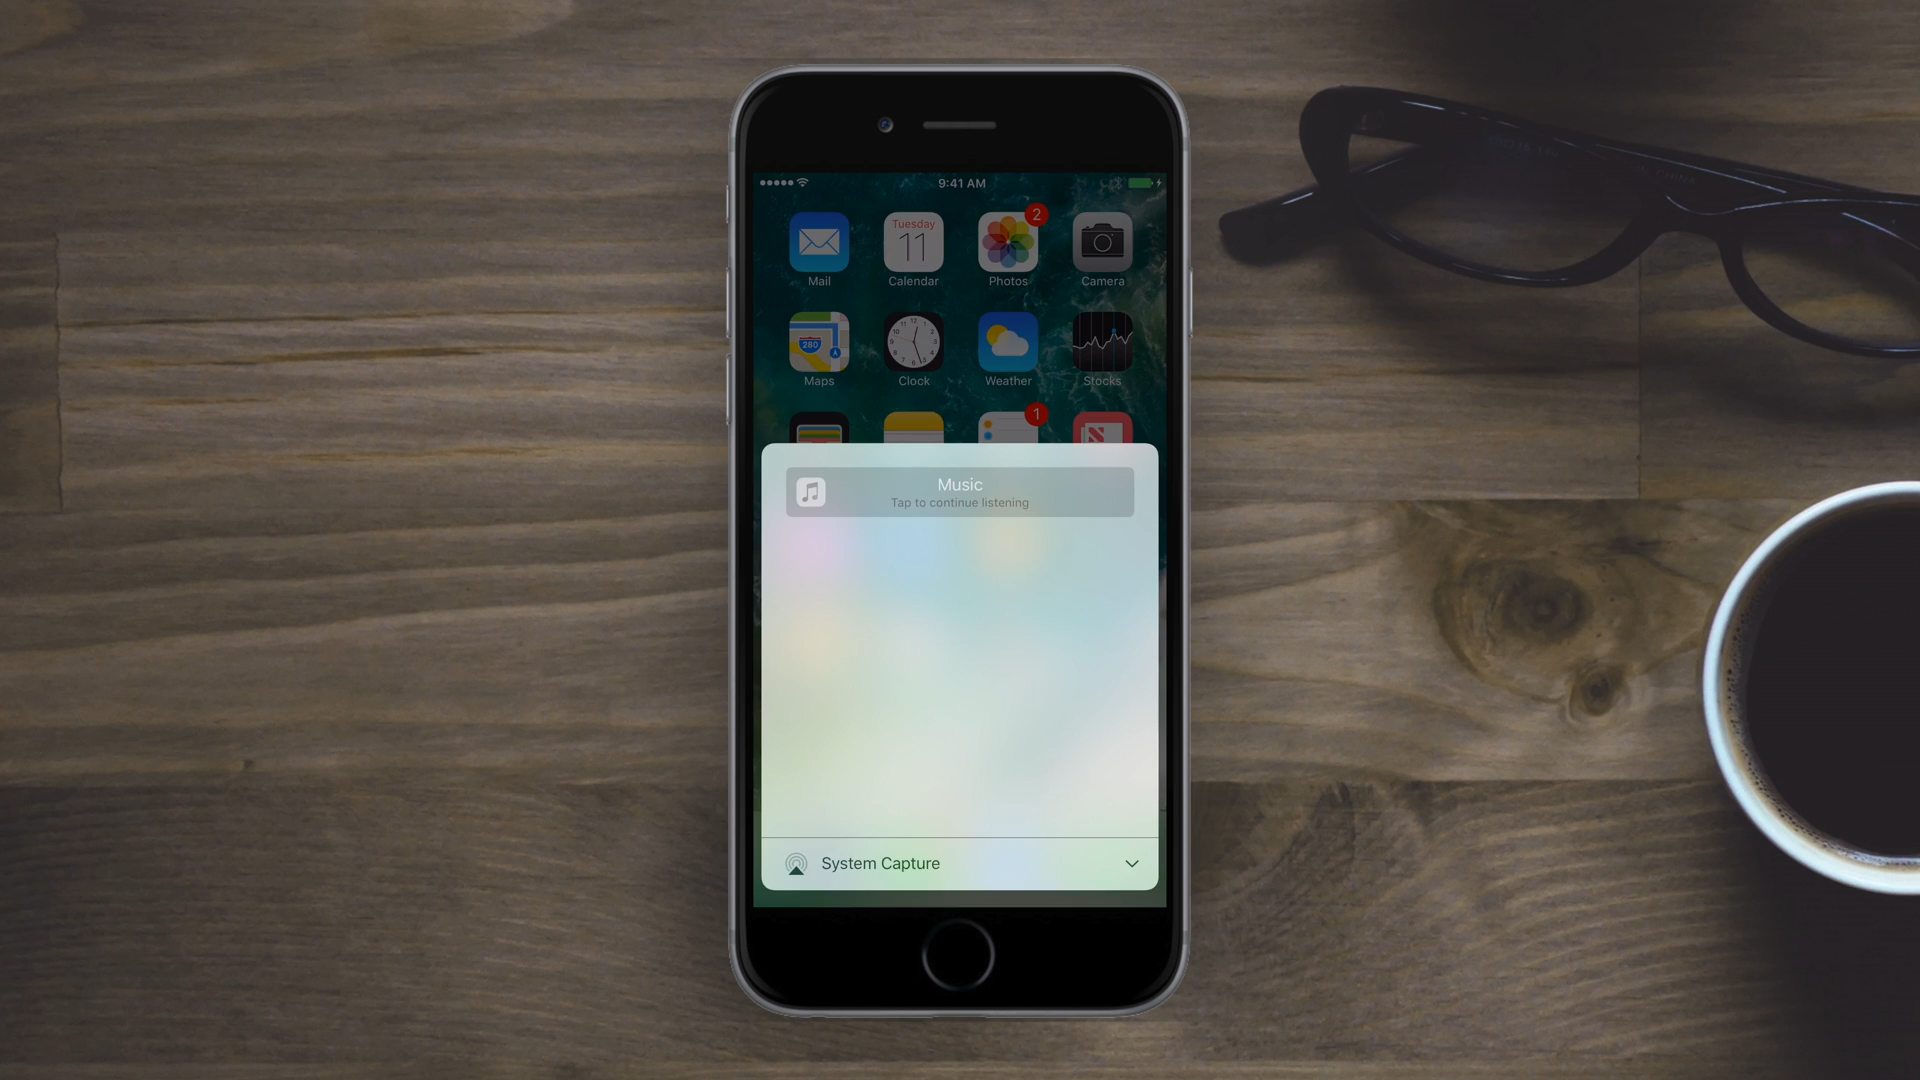 9:41 AM
2
Tuesday
11
Mail
Calendar
Photos
Camera
280
Maps
Clock
Weather
Stocks
1
Music
Tap to continue listening
System Capture